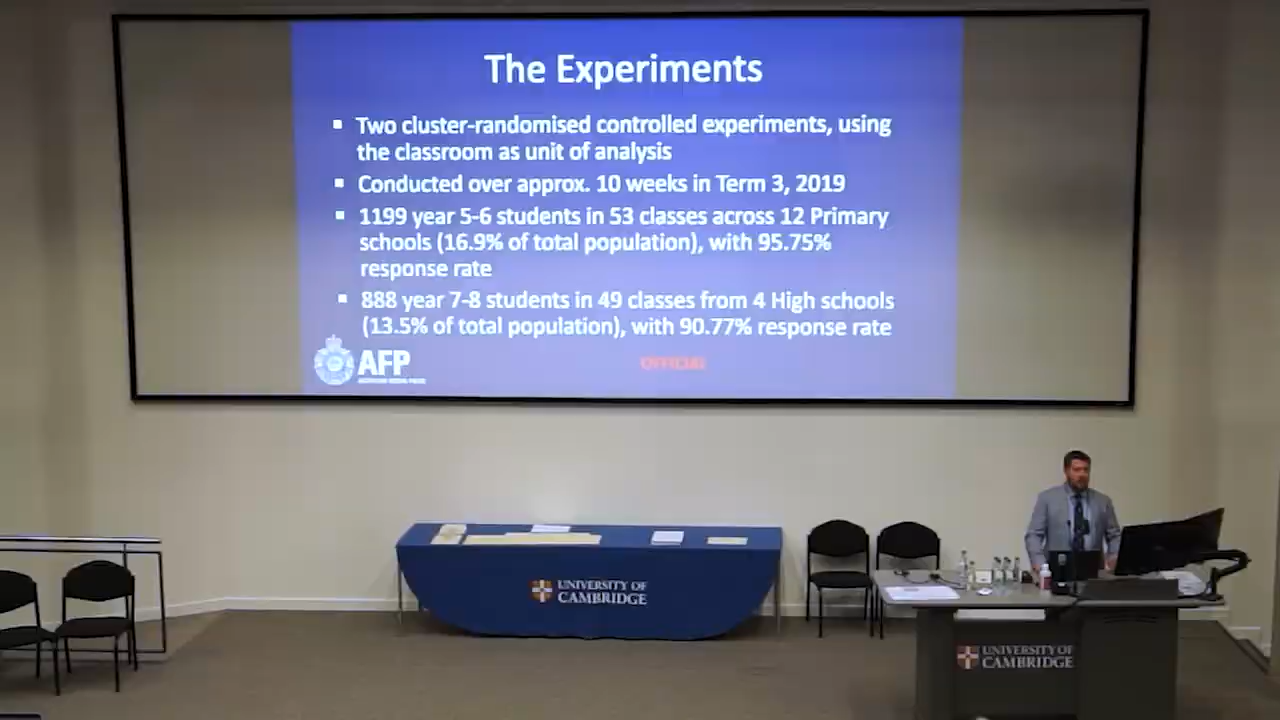 The Experiments
▪ Two cluster-randomised controlled experiments, using
the classroom as unit of analysis
▪ Conducted over approx. 10 weeks in Term 3, 2019
▪ 1199 year 5-6 students in 53 classes across 12 Primary
schools (16.9% of total population), with 95.75%
response rate
▪ 888 year 7-8 students in 49 classes from 4 High schools
(13.5% of total population), with 90.77% response rate
AFP
OFFICIAL
UNIVERSITY OF
CAMBRIDGE
UNIVERSITY OF
CAMBRIDGE